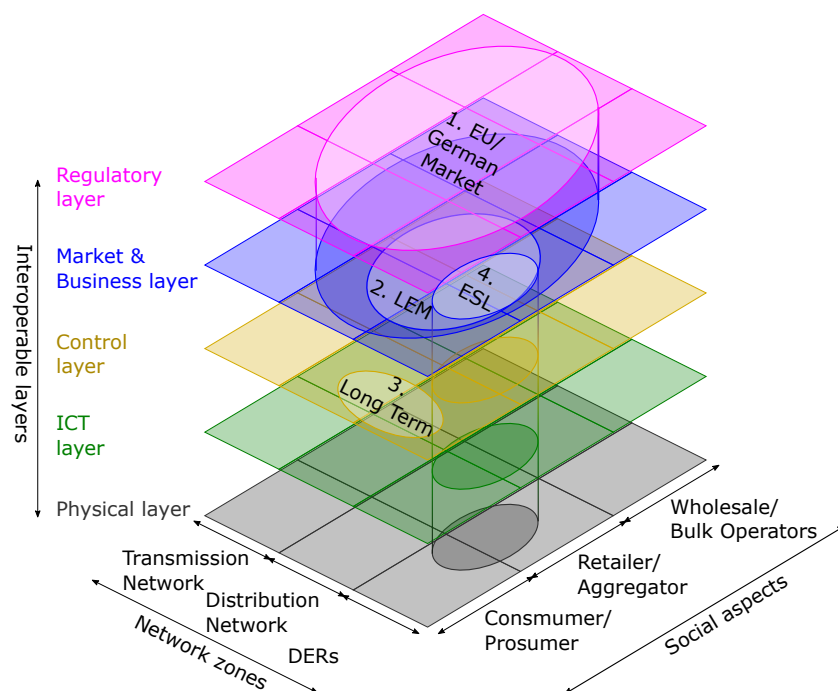 1. EU/
German
Market
Regulatory
layer
Market &
Business layer
4.
ESL
2. LEM
Control
layer
3.
Long Term
ICT
layer
Physical layer
Interoperable layers
Transmission
Network
Distribution
Network
DERs
Network zones
Wholesale/
Bulk Operators
Retailer/
Aggregator
Consmumer/
Prosumer
Social aspects